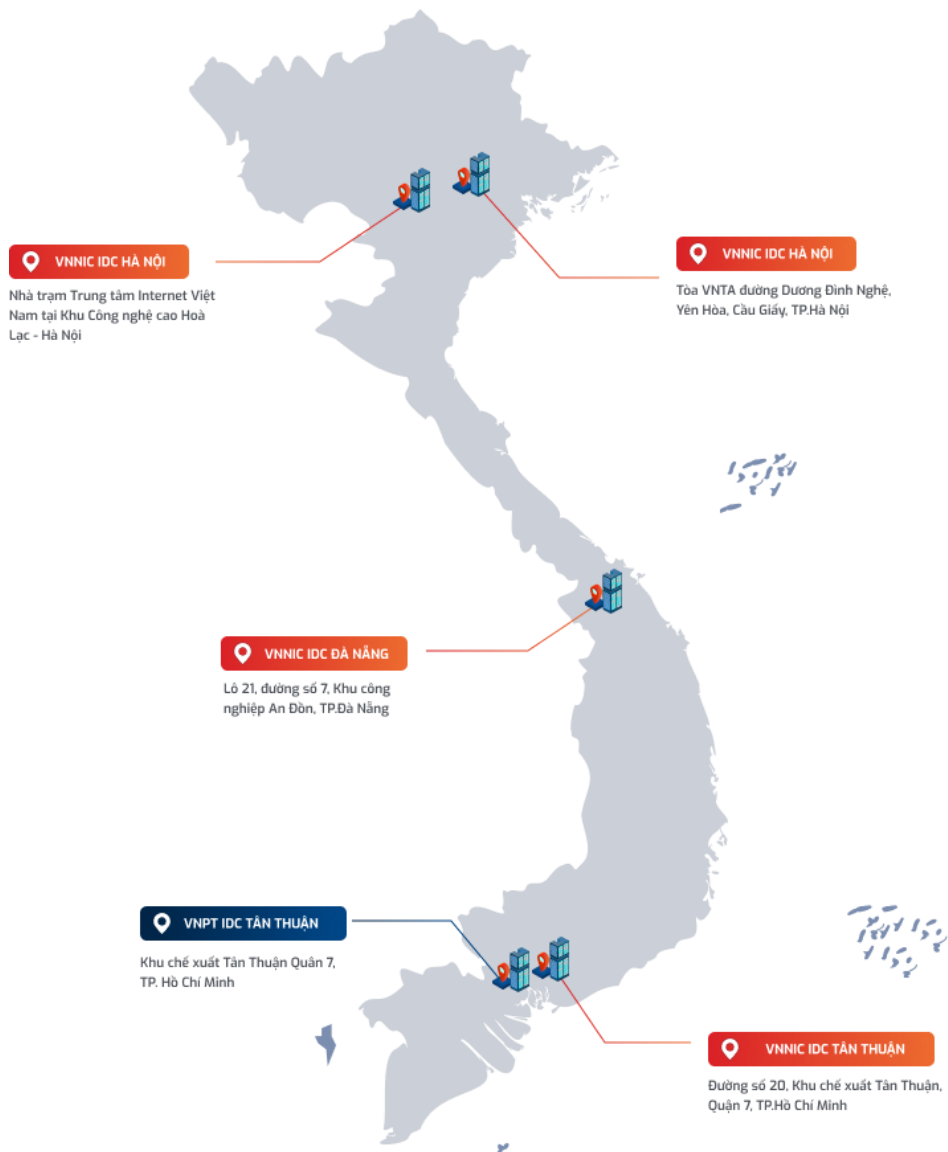 VNNIC IDC HÀ NỘI
Nhà trạm Trung tâm Internet Việt
Nam tại Khu Công nghệ cao Hoà
Lạc - Hà Nội
VNNIC IDC HÀ NỘI
Tòa VNTA đường Dương Đình Nghệ,
Yên Hòa, Cầu Giấy, TP.Hà Nội
VNNIC IDC ĐÀ NẴNG
Lô 21, đường số 7, Khu công
nghiệp An Đồn, TP.Đà Nẵng
VNPT IDC TÂN THUẬN
Khu chế xuất Tân Thuận Quân 7,
TP. Hồ Chí Minh
VNNIC IDC TÂN THUẬN
Đường số 20, Khu chế xuất Tân Thuận,
Quận 7, TP.Hồ Chí Minh